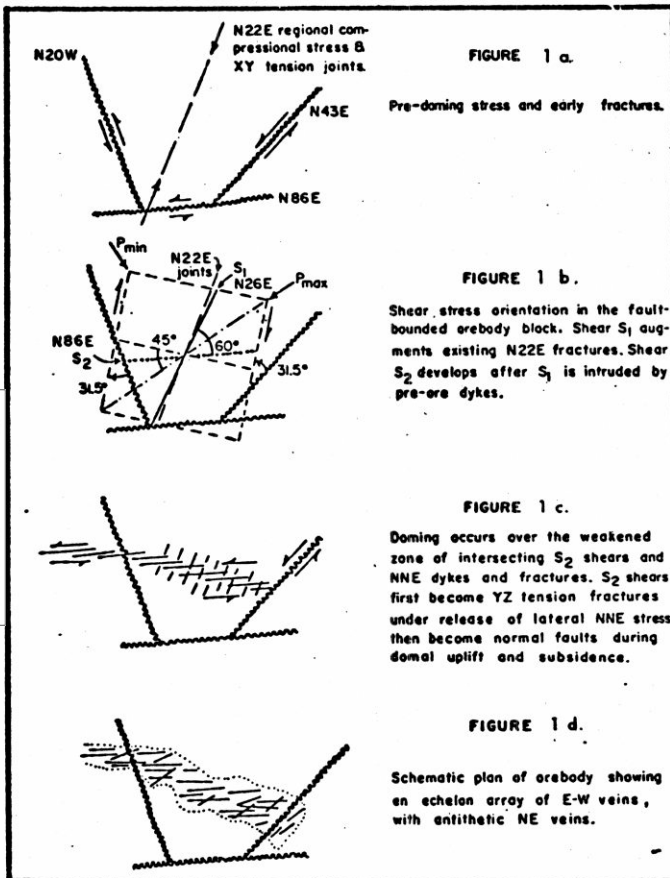 N22E regional com-
pressional stress &
XY tension joints.
N20W
N43E
N86E
FIGURE 1 a.
Pre-doming stress and early fractures.
Pmin
N22E
joints
S1
N26E
Pmax
N86E
S2
45°
60°
31.5°
31.5°
FIGURE 1 b.
Shear stress orientation in the fault-
bounded orebody block. Shear S1 aug-
ments existing N22E fractures. Shear
S2 develops after S1 is intruded by
pre-ore dykes.
FIGURE 1 c.
Doming occurs over the weakened
zone of intersecting S2 shears and
NNE dykes and fractures. S2 shears
first become YZ tension fractures
under release of lateral NNE stress
then become normal faults during
domal uplift and subsidence.
FIGURE 1 d.
Schematic plan of orebody showing
en echelon array of E-W veins,
with antithetic NE veins.